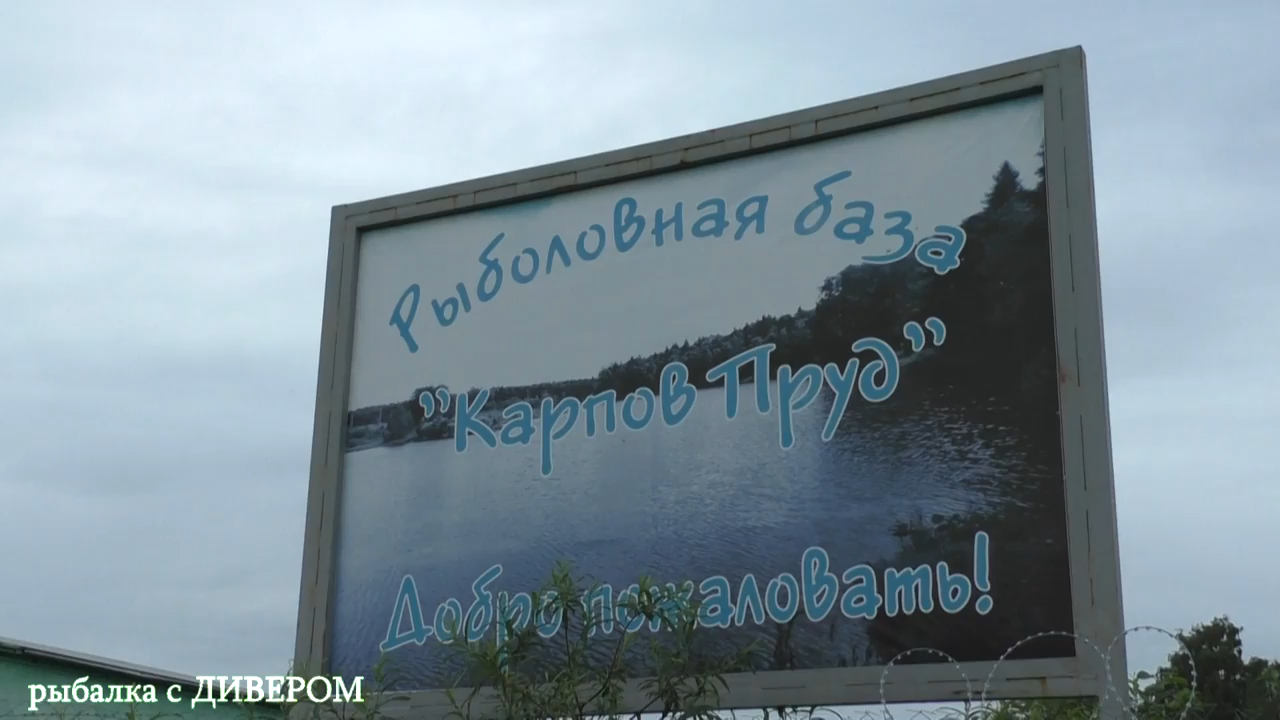 Рыболовная база
"Карпов Пруд"
Добро пожаловать!
рыбалка с ДИВЕРОМ